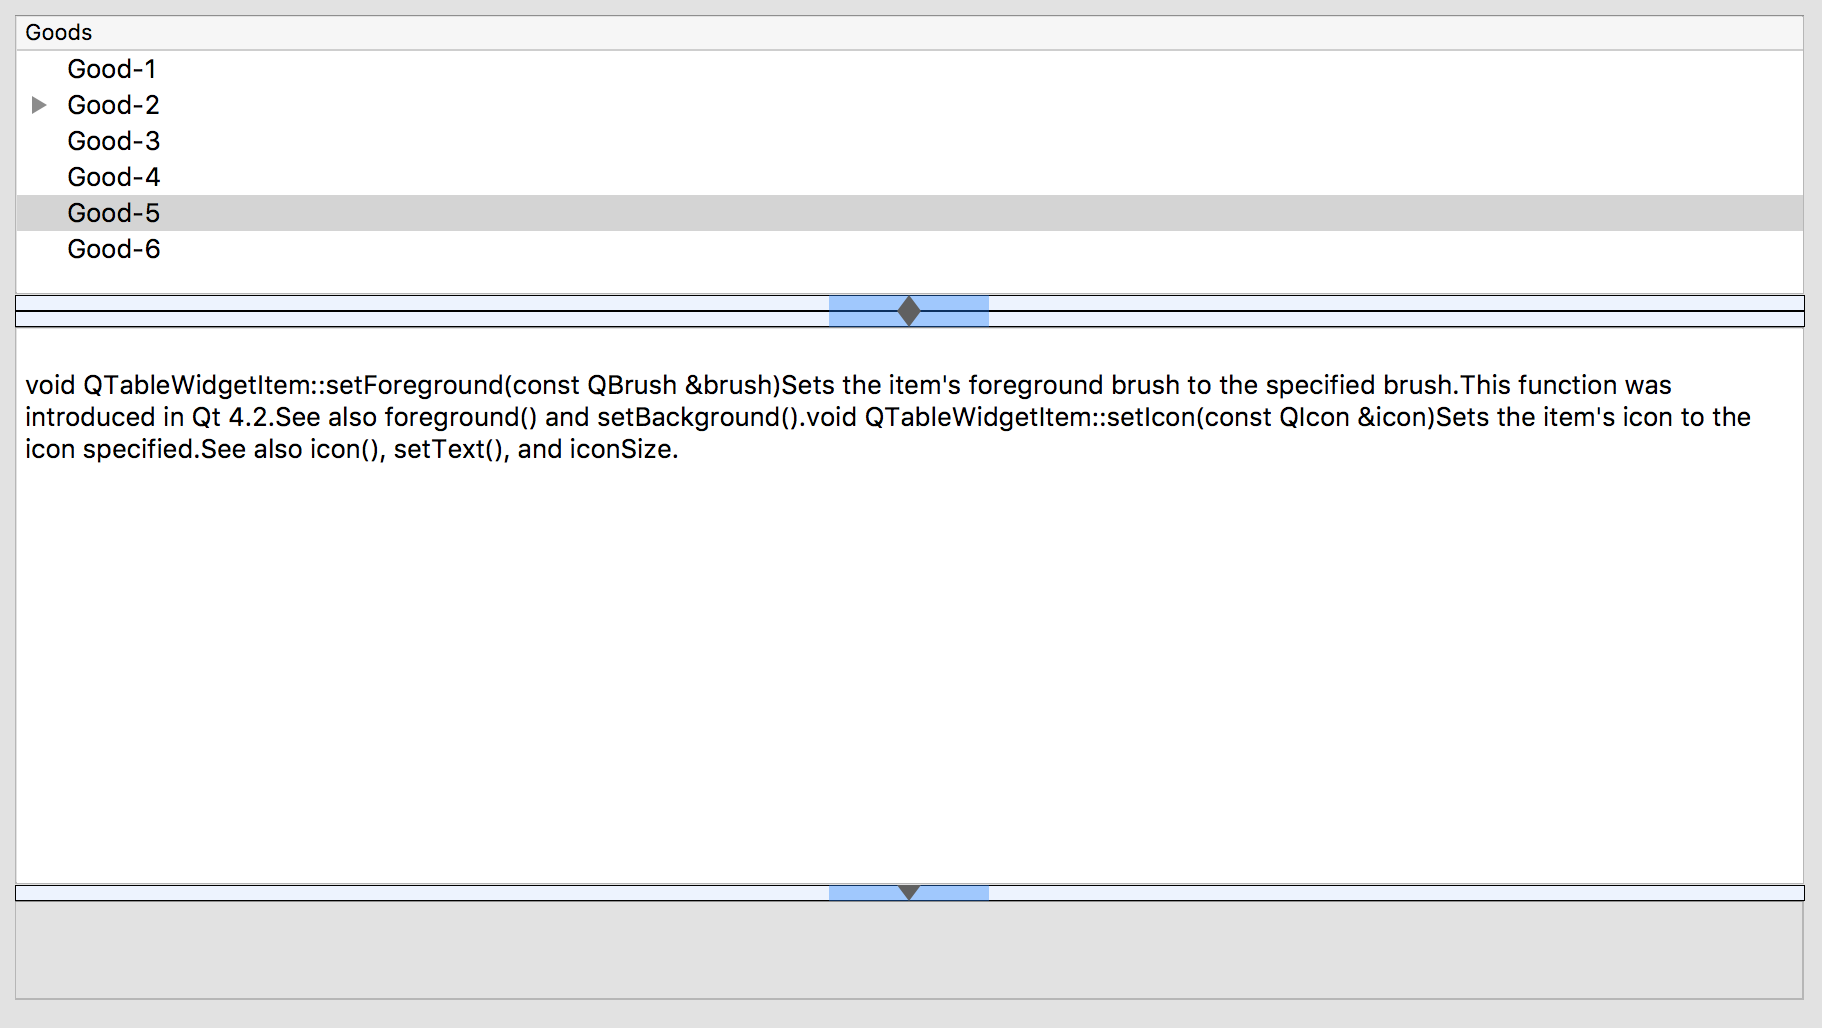 Goods
Good-1
Good-2
Good-3
Good-4
Good-5
Good-6
void QTableWidgetItem::setForeground(const QBrush &brush)Sets the item's foreground brush to the specified brush.This function was
introduced in Qt 4.2.See also foreground() and setBackground().void QTableWidgetItem::setIcon(const QIcon &icon)Sets the item's icon to the
icon specified.See also icon(), setText(), and iconSize.